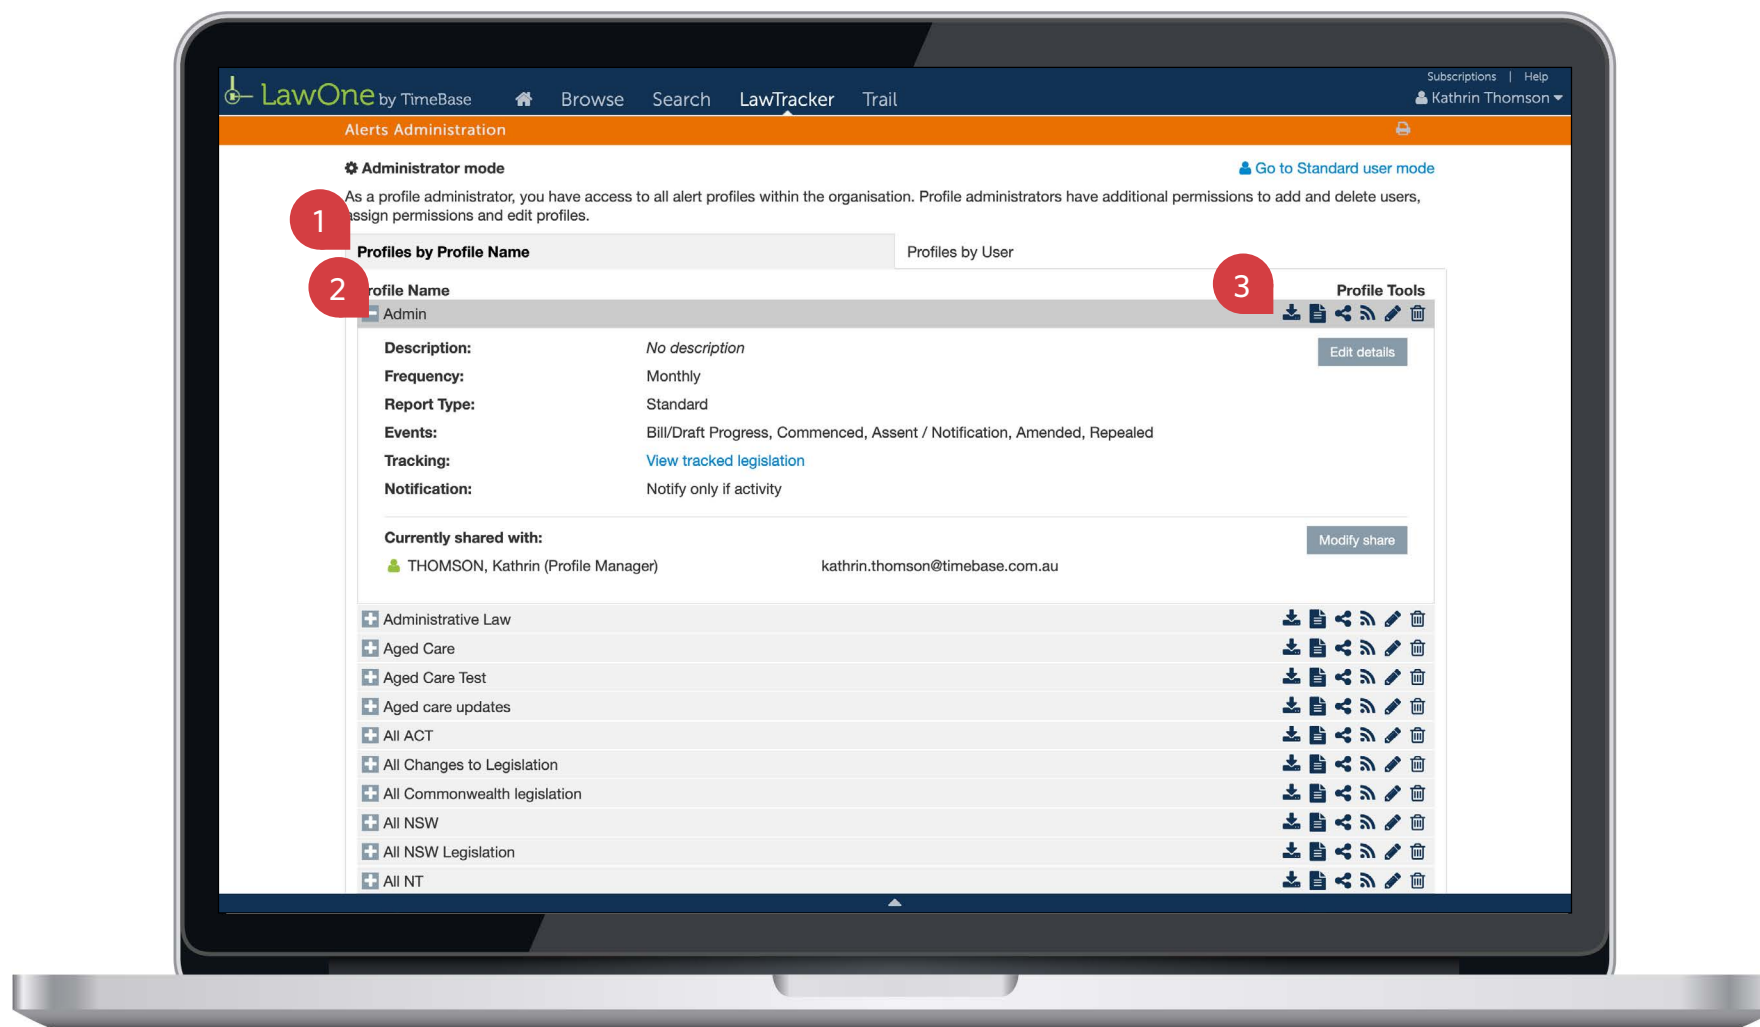 Subscriptions | Help
LawOne by TimeBase Browse Search LawTracker Trail Kathrin Thomson
Alerts Administration
Administrator mode Go to Standard user mode
As a profile administrator, you have access to all alert profiles within the organisation. Profile administrators have additional permissions to add and delete users,
assign permissions and edit profiles.
1
Profiles by Profile Name Profiles by User
2 rofile Name 3 Profile Tools
Admin
Description: No description Edit details
Frequency: Monthly
Report Type: Standard
Events: Bill/Draft Progress, Commenced, Assent / Notification, Amended, Repealed
Tracking: View tracked legislation
Notification: Notify only if activity
Currently shared with: Modify share
THOMSON, Kathrin (Profile Manager) kathrin.thomson@timebase.com.au
Administrative Law
Aged Care
Aged Care Test
Aged care updates
All ACT
All Changes to Legislation
All Commonwealth legislation
All NSW
All NSW Legislation
All NT